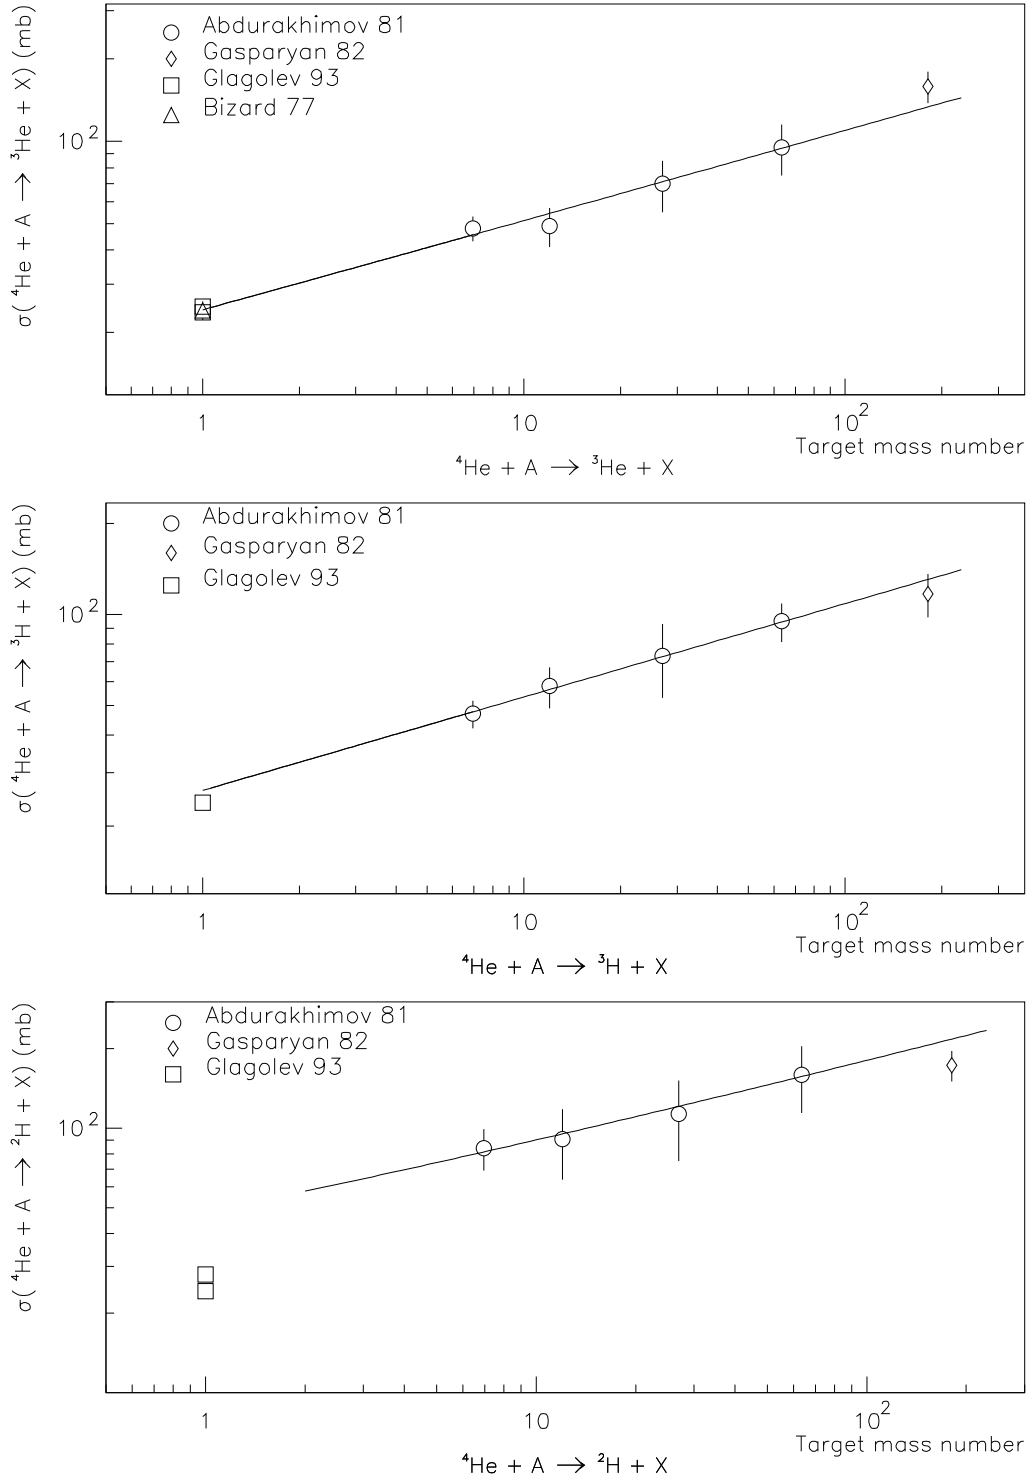 σ( ⁴He + A → ³He + X) (mb)
Abdurakhimov 81
Gasparyan 82
Glagolev 93
Bizard 77
10²
1 10 10²
Target mass number
⁴He + A → ³He + X
σ( ⁴He + A → ³H + X) (mb)
Abdurakhimov 81
Gasparyan 82
Glagolev 93
10²
1 10 10²
Target mass number
⁴He + A → ³H + X
σ( ⁴He + A → ²H + X) (mb)
Abdurakhimov 81
Gasparyan 82
Glagolev 93
10²
1 10 10²
Target mass number
⁴He + A → ²H + X